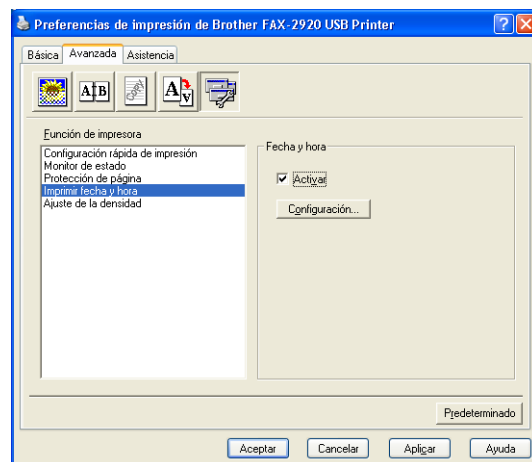 Preferencias de impresión de Brother FAX-2920 USB Printer
Básica Avanzada Asistencia
Función de impresora
Configuración rápida de impresión
Monitor de estado
Protección de página
Imprimir fecha y hora
Ajuste de la densidad
Fecha y hora
Activar
Configuración...
Predeterminado
Aceptar Cancelar Aplicar Ayuda